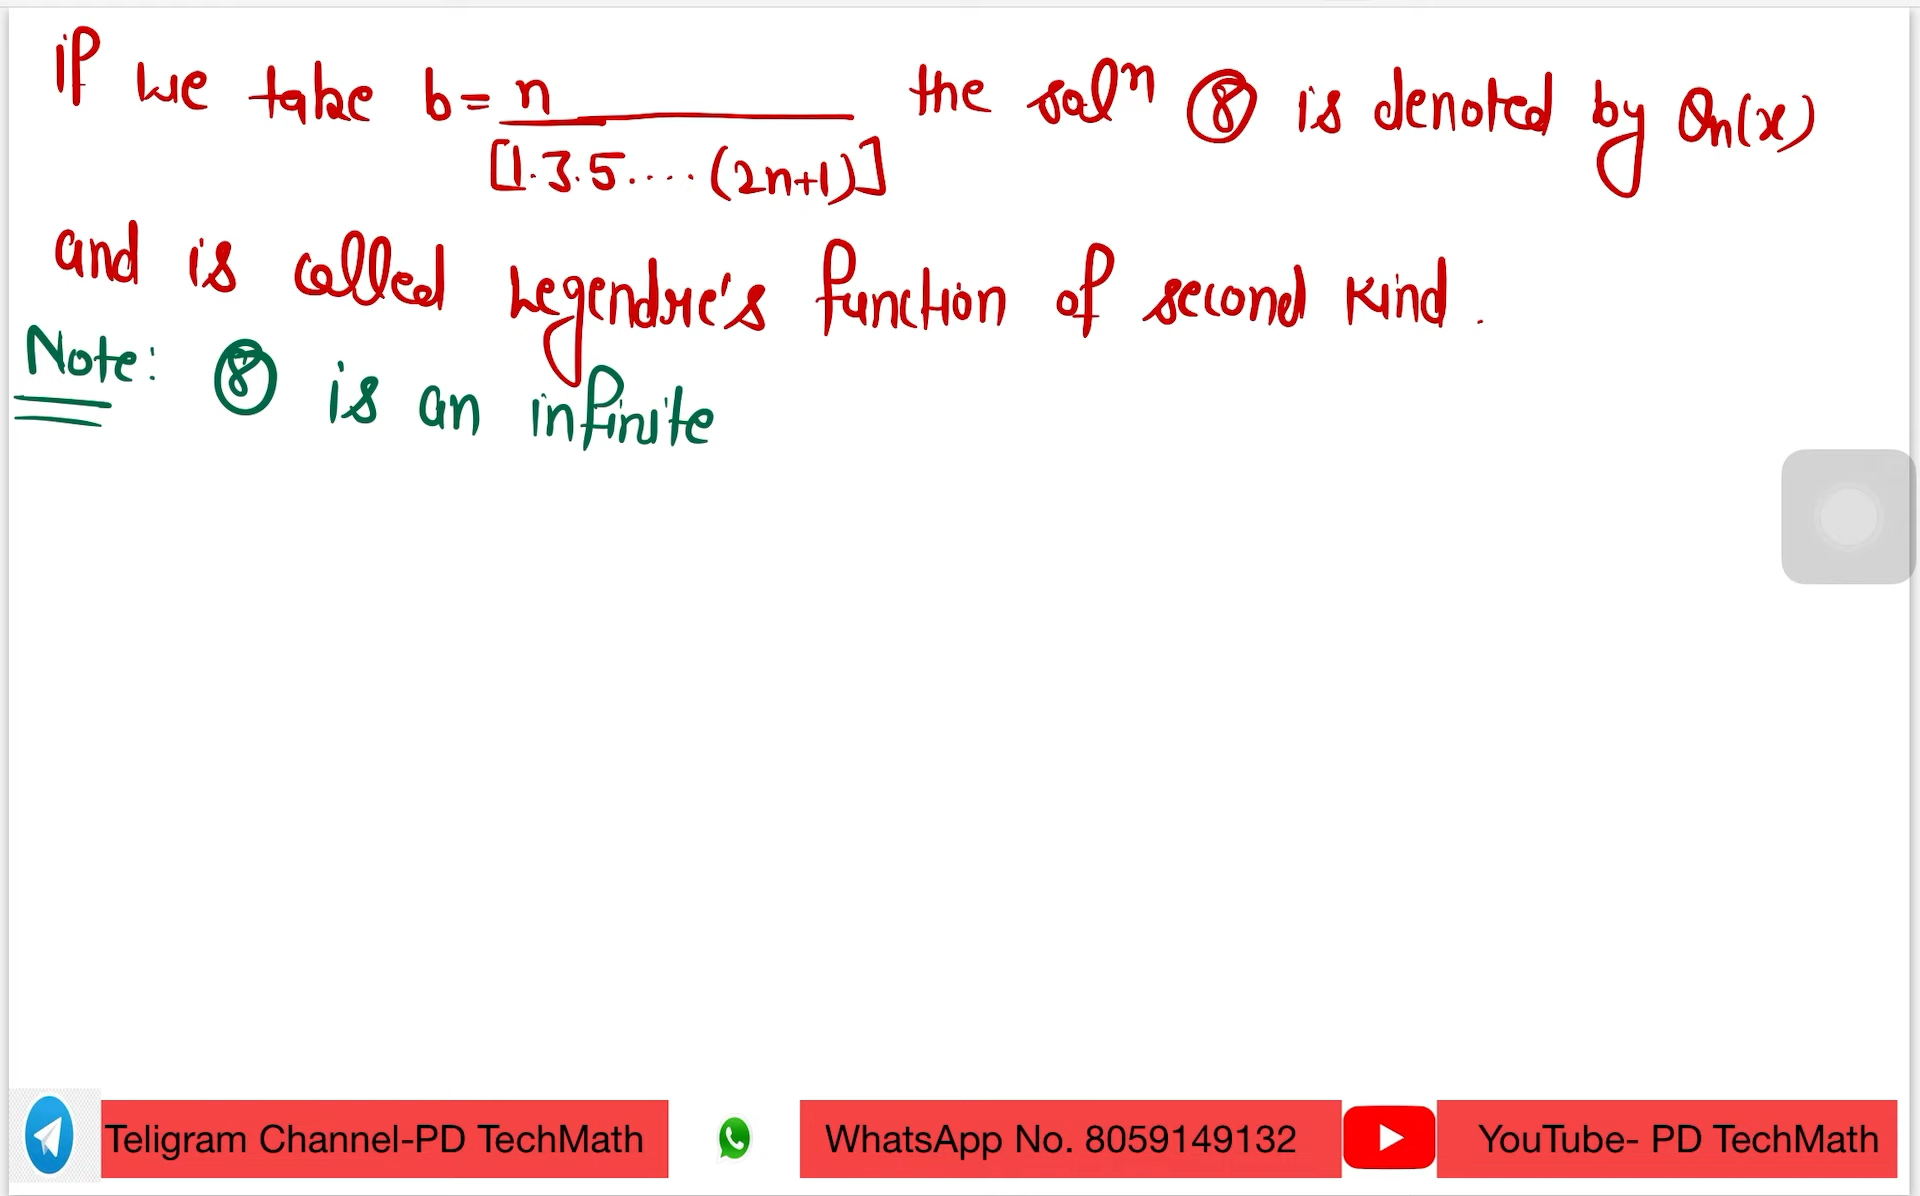 if we take b= n / [1.3.5.... (2n+1)] the solⁿ ⑧ is denoted by Qn(x)
and is called Legendre's function of second kind.
Note: ⑧ is an infinite
Teligram Channel-PD TechMath
WhatsApp No. 8059149132
YouTube- PD TechMath